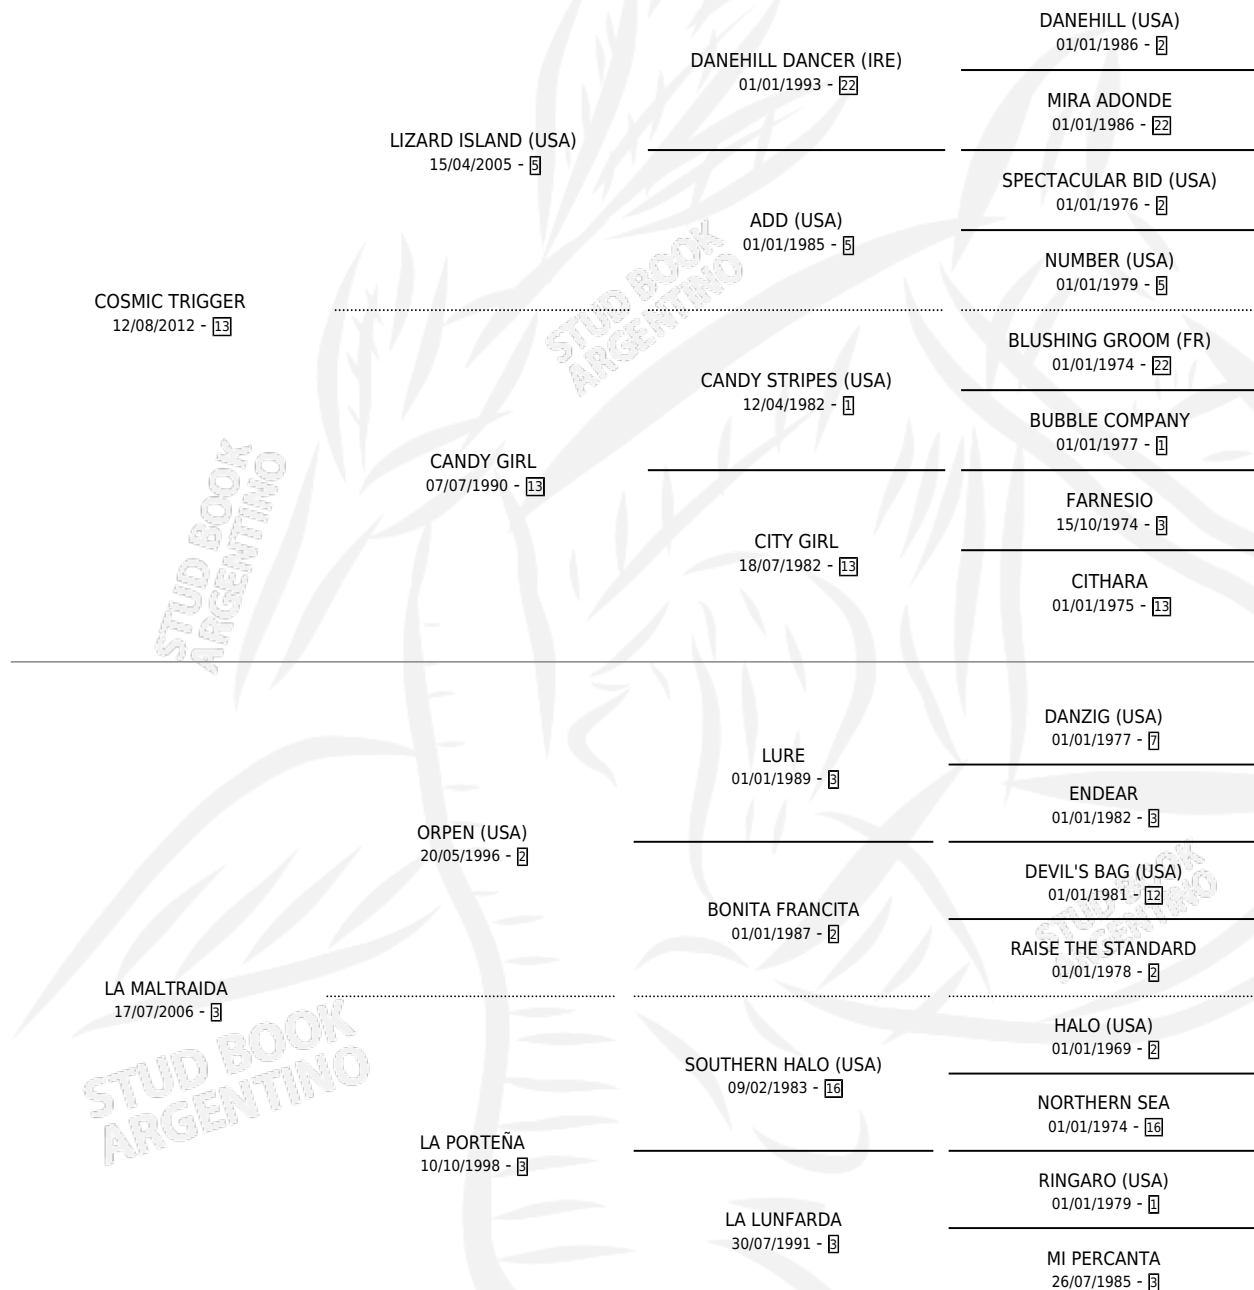 DANEHILL (USA)
01/01/1986 - 2
DANEHILL DANCER (IRE)
01/01/1993 - 22
MIRA ADONDE
01/01/1986 - 22
LIZARD ISLAND (USA)
15/04/2005 - 5
SPECTACULAR BID (USA)
01/01/1976 - 2
ADD (USA)
01/01/1985 - 5
NUMBER (USA)
01/01/1979 - 5
COSMIC TRIGGER
12/08/2012 - 13
STUD BOOK
ARGENTINO
BLUSHING GROOM (FR)
01/01/1974 - 22
CANDY STRIPES (USA)
12/04/1982 - 1
BUBBLE COMPANY
01/01/1977 - 1
CANDY GIRL
07/07/1990 - 13
FARNESIO
15/10/1974 - 3
CITY GIRL
18/07/1982 - 13
CITHARA
01/01/1975 - 13
STUD BOOK
ARGENTINO
DANZIG (USA)
01/01/1977 - 7
LURE
01/01/1989 - 3
ENDEAR
01/01/1982 - 3
ORPEN (USA)
20/05/1996 - 2
DEVIL'S BAG (USA)
01/01/1981 - 12
BONITA FRANCITA
01/01/1987 - 2
STUD BOOK
ARGENTINO
RAISE THE STANDARD
01/01/1978 - 2
LA MALTRAIDA
17/07/2006 - 3
STUD BOOK
ARGENTINO
HALO (USA)
01/01/1969 - 2
SOUTHERN HALO (USA)
09/02/1983 - 16
NORTHERN SEA
01/01/1974 - 16
LA PORTEÑA
10/10/1998 - 3
RINGARO (USA)
01/01/1979 - 1
LA LUNFARDA
30/07/1991 - 3
MI PERCANTA
26/07/1985 - 3